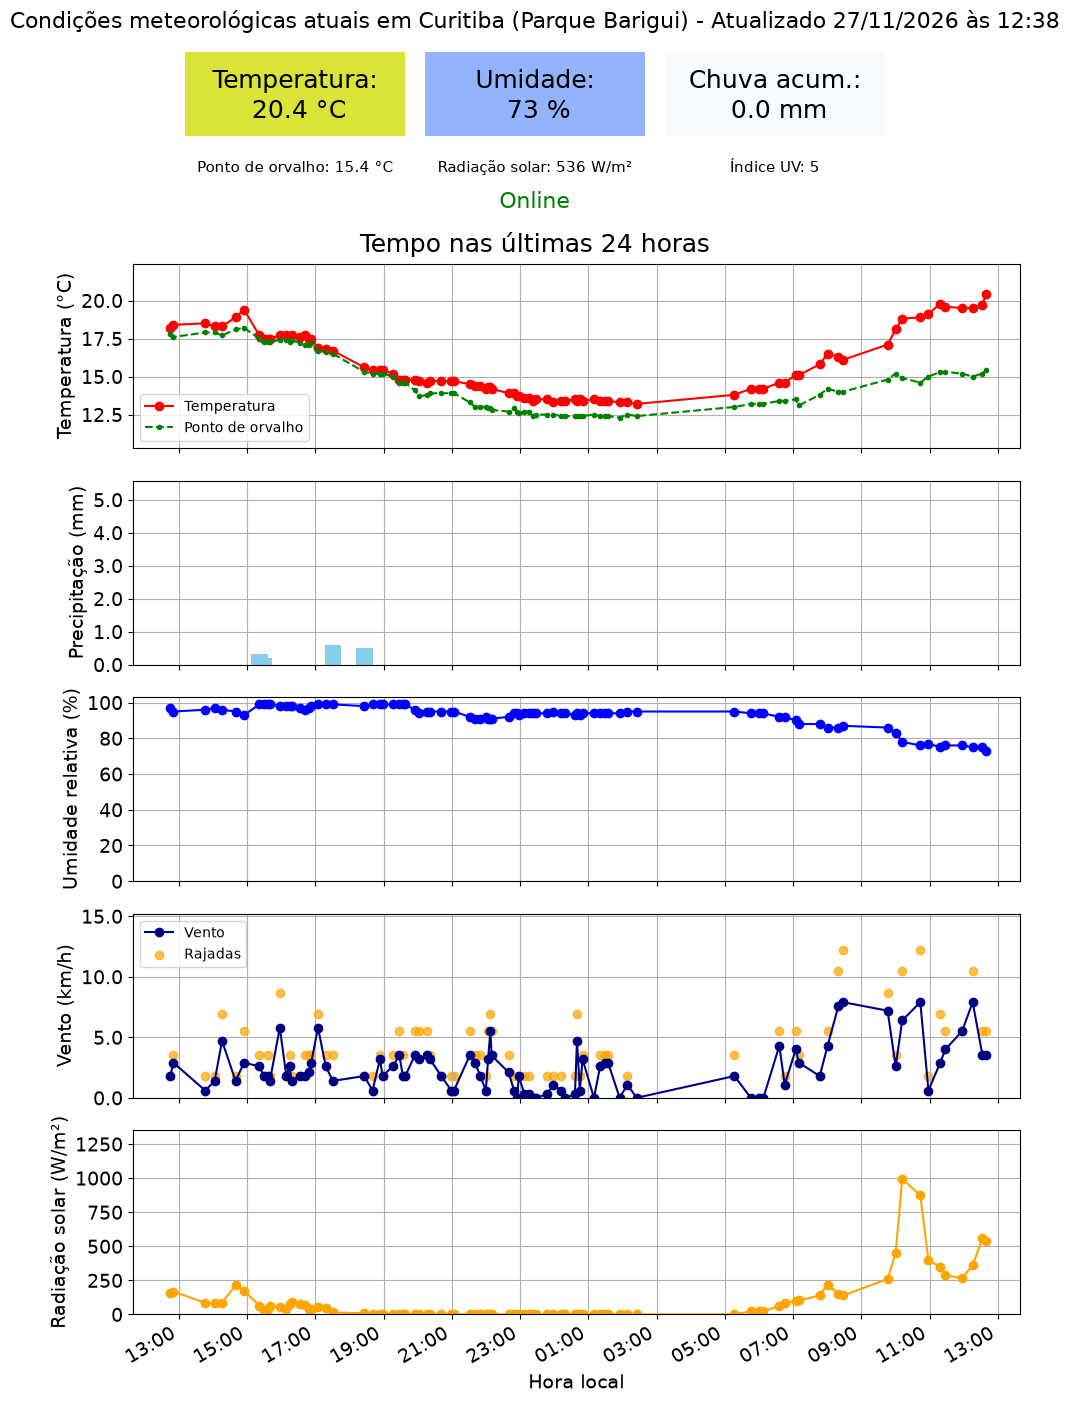 Condições meteorológicas atuais em Curitiba (Parque Barigui) - Atualizado 27/11/2026 às 12:38
Temperatura:
20.4 °C
Umidade:
73 %
Chuva acum.:
0.0 mm
Ponto de orvalho: 15.4 °C
Radiação solar: 536 W/m²
Índice UV: 5
Online
Tempo nas últimas 24 horas
Temperatura (°C)
20.0
17.5
15.0
12.5
Temperatura
Ponto de orvalho
Precipitação (mm)
5.0
4.0
3.0
2.0
1.0
0.0
Umidade relativa (%)
100
80
60
40
20
0
Vento (km/h)
15.0
10.0
5.0
0.0
Vento
Rajadas
Radiação solar (W/m²)
1250
1000
750
500
250
0
13:00
15:00
17:00
19:00
21:00
23:00
01:00
03:00
05:00
07:00
09:00
11:00
13:00
Hora local